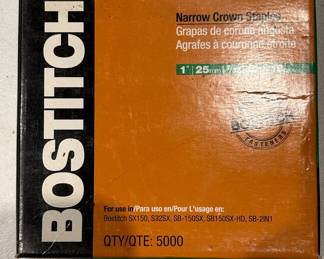 BOSTITCH
Narrow Crown Staples
Grapas de corona angosta
Agrafes à couronne étroite
1" 25mm
BOSTITCH
FASTENERS
For use in/Para uso en/Pour L'usage en:
Bostitch SX150, S32SX, SB-150SX, SB150SX-HD, SB-2IN1
QTY/QTE: 5000